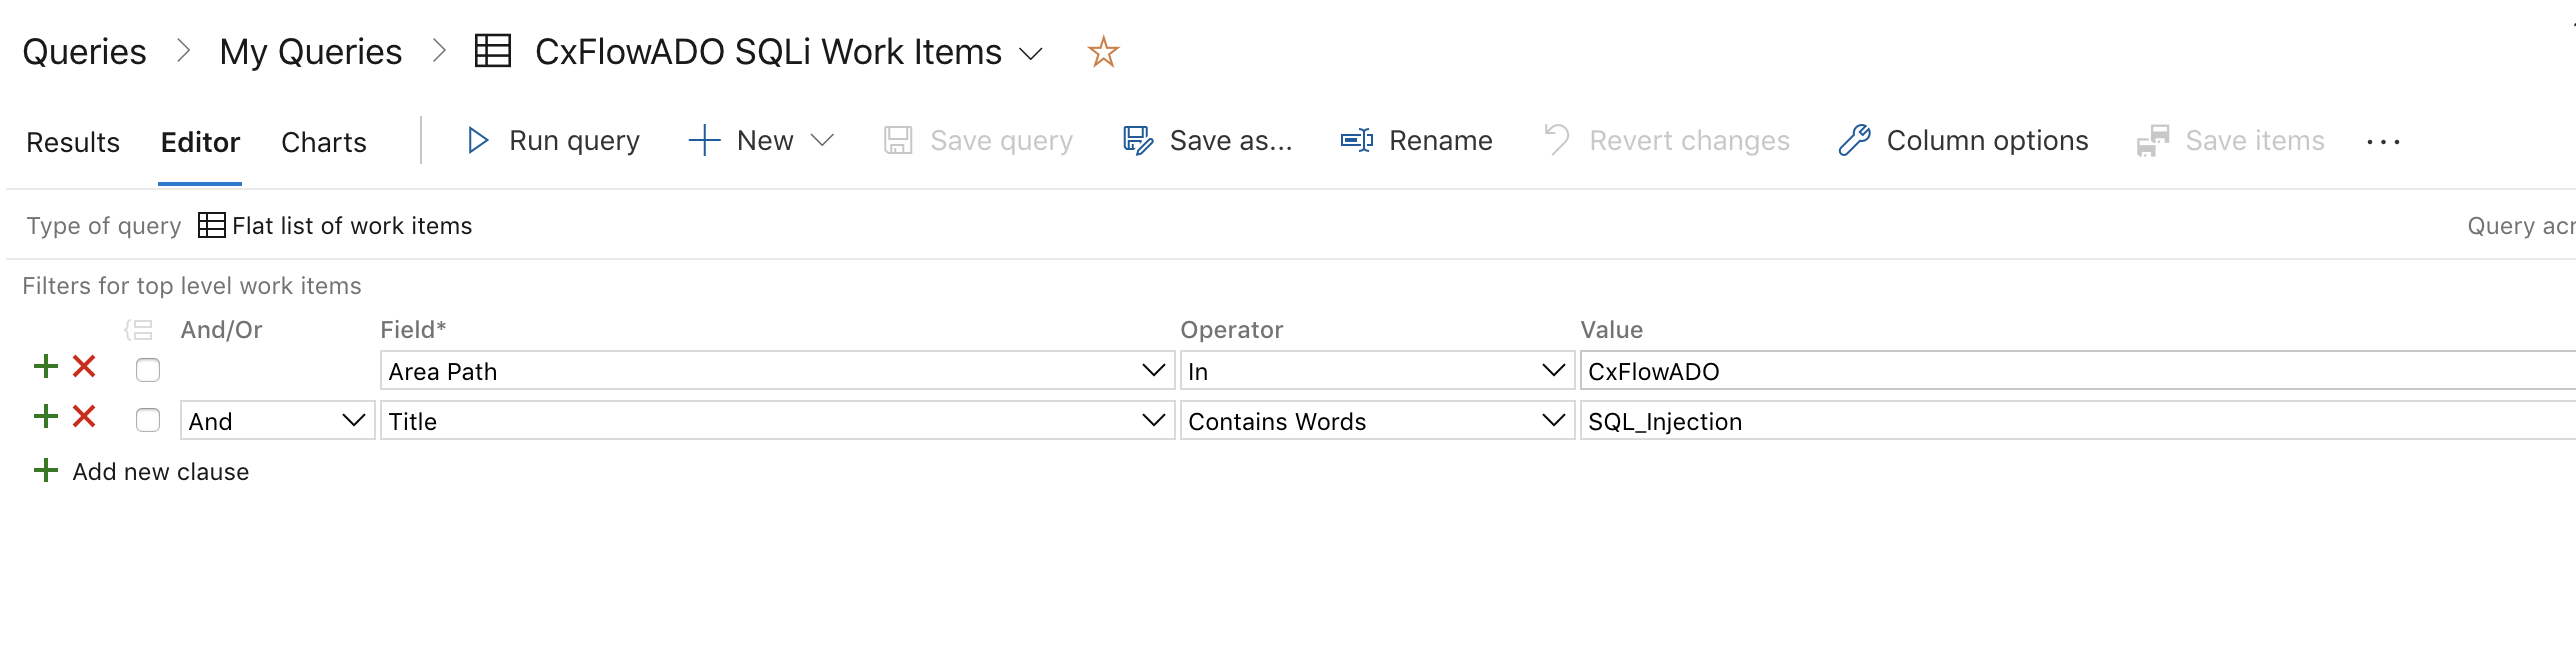 Queries > My Queries > CxFlowADO SQLi Work Items
Results Editor Charts Run query New Save query Save as... Rename Revert changes Column options Save items ...
Type of query Flat list of work items Query
Filters for top level work items
And/Or Field* Operator Value
Area Path In CxFlowADO
And Title Contains Words SQL_Injection
Add new clause